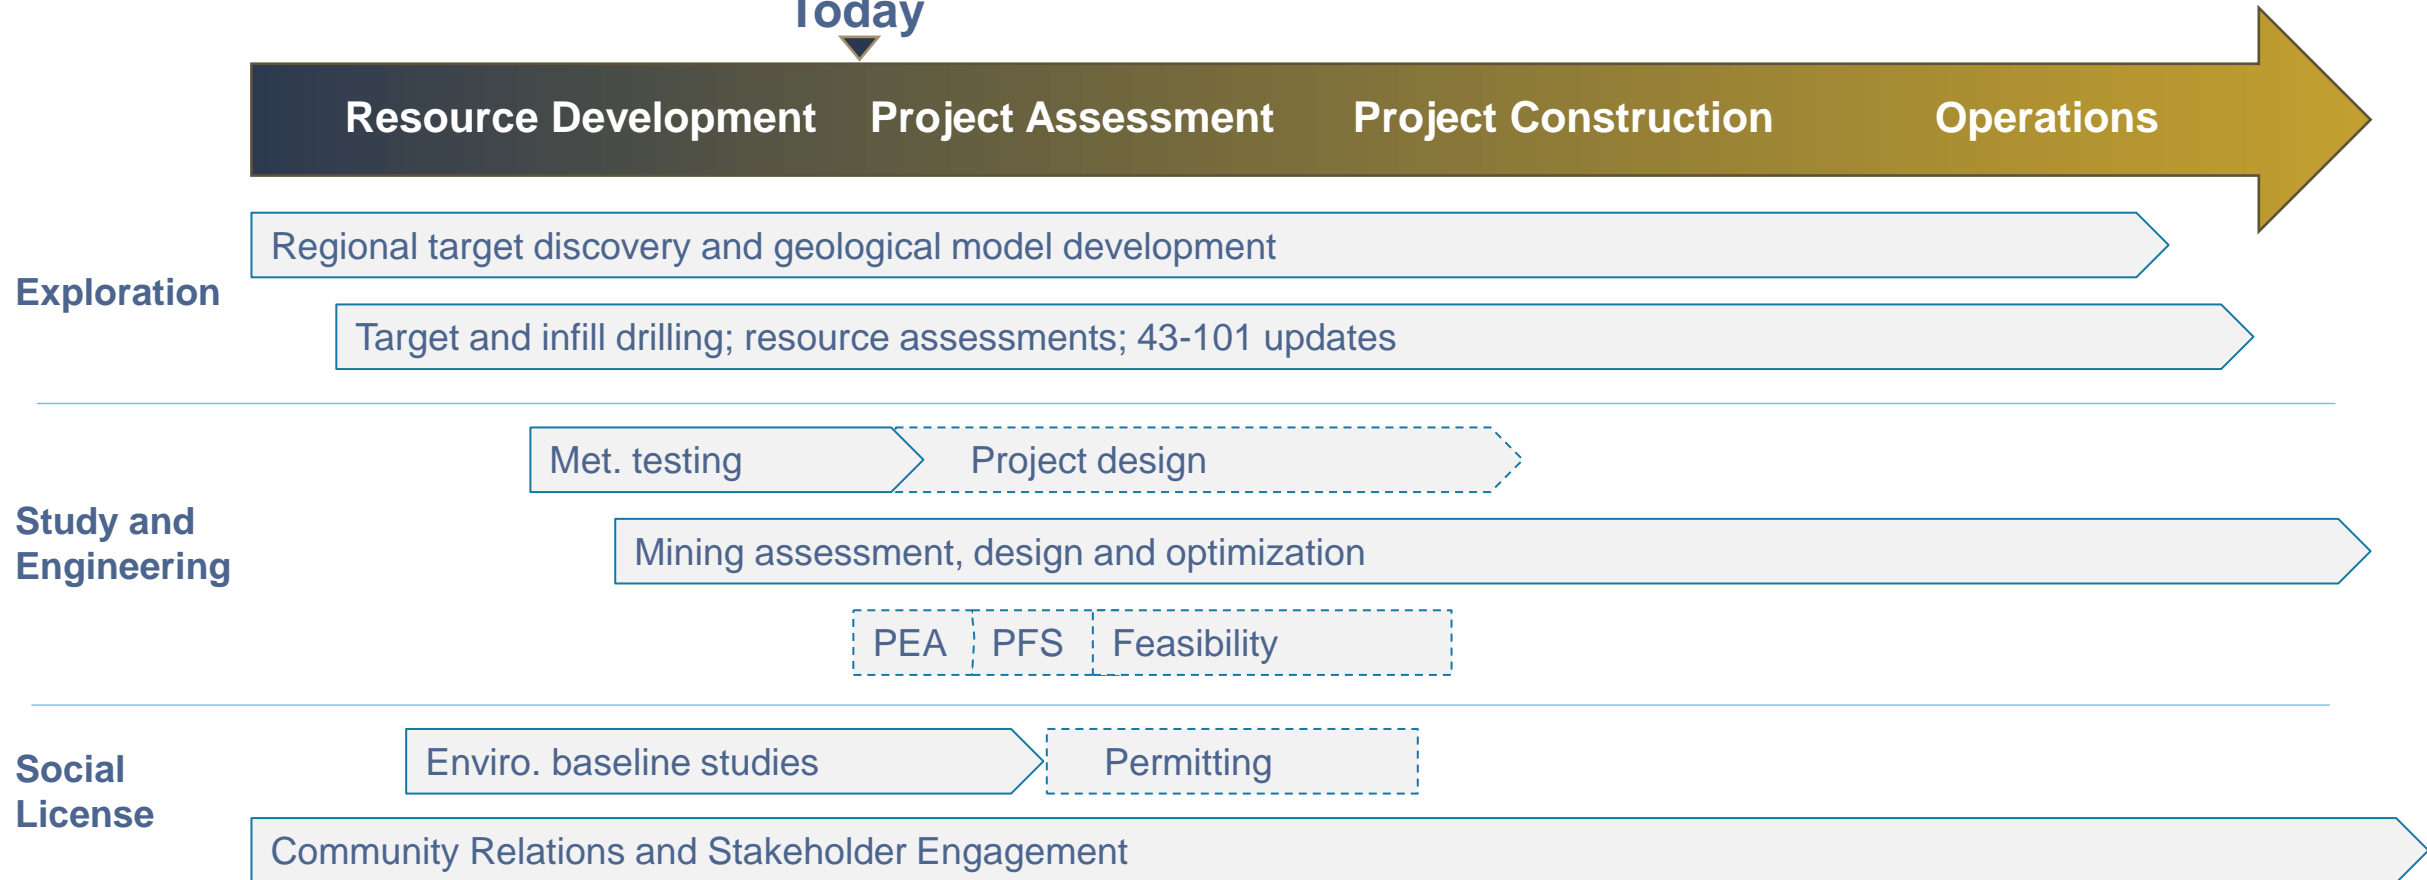 Today
Resource Development Project Assessment Project Construction Operations
Regional target discovery and geological model development
Exploration
Target and infill drilling; resource assessments; 43-101 updates
Met. testing Project design
Study and
Engineering
Mining assessment, design and optimization
PEA PFS Feasibility
Enviro. baseline studies Permitting
Social
License
Community Relations and Stakeholder Engagement